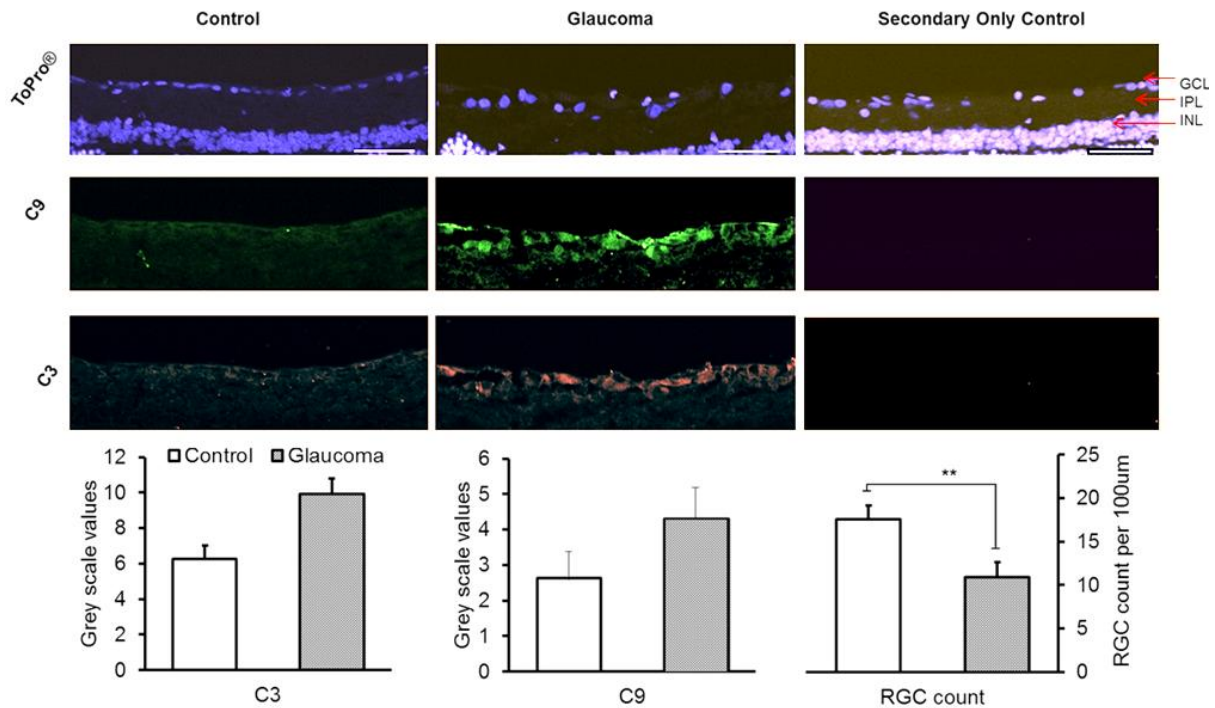 Control Glaucoma Secondary Only Control
ToPro®
GCL
IPL
INL
C9
C3
Control Glaucoma
Grey scale values
12
10
8
6
4
2
0
C3
Grey scale values
6
5
4
3
2
1
0
C9
**
25
20
15
10
5
0
RGC count per 100um
RGC count